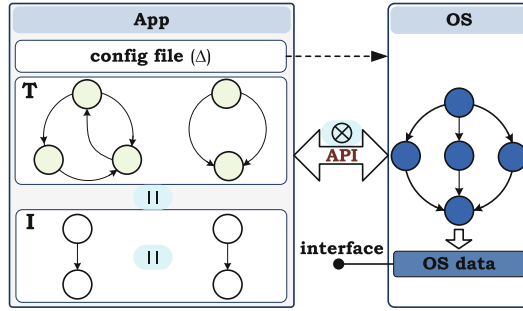 App
OS
config file (Δ)
T
⊗
API
||
I
||
interface
OS data